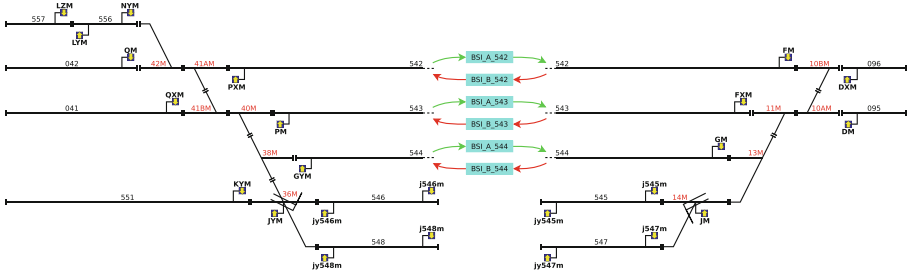 LZM
NYM
557
556
LYM
QM
FM
042
42M
41AM
542
BSI_A_542
542
10BM
096
PXM
BSI_B_542
DXM
QXM
FXM
041
41BM
40M
543
BSI_A_543
543
11M
10AM
095
PM
BSI_B_543
DM
GM
38M
544
BSI_A_544
544
13M
GYM
BSI_B_544
KYM
j546m
j545m
551
36M
546
545
14M
JYM
jy546m
jy545m
JM
j548m
j547m
548
547
jy548m
jy547m